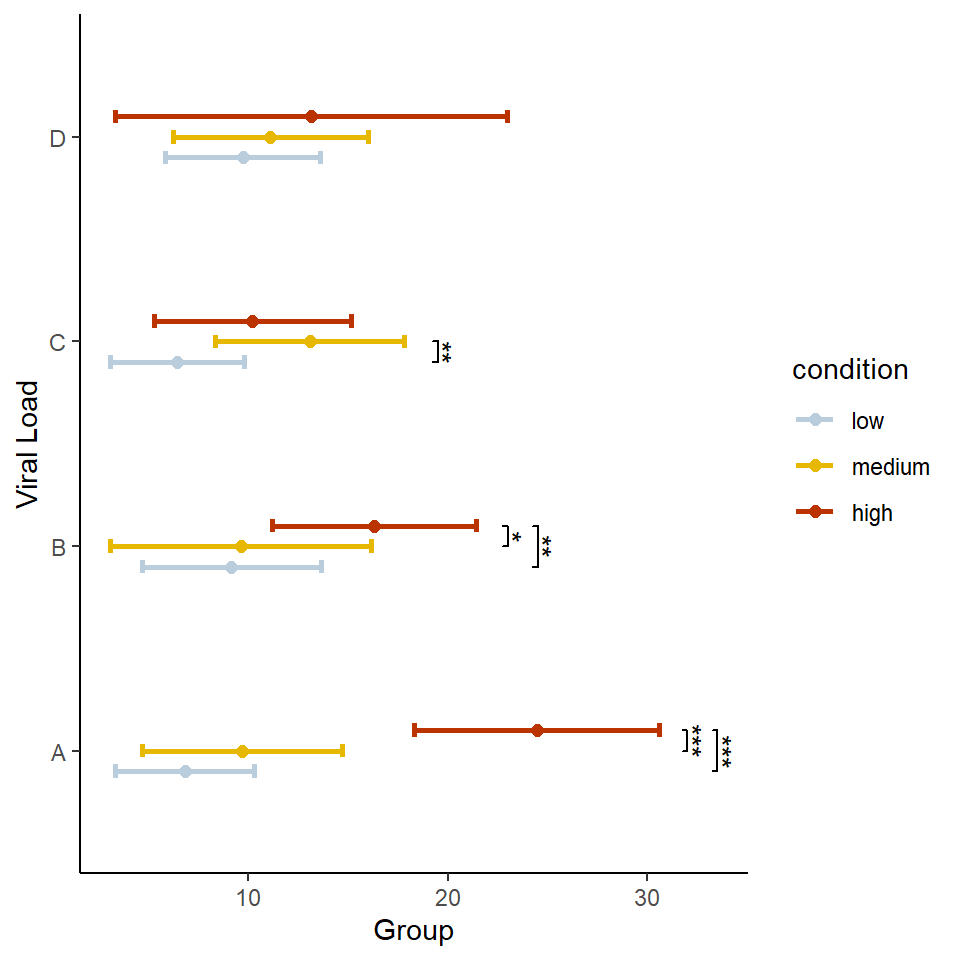 D
C
**
B
*
**
A
***
***
10
20
30
Group
Viral Load
condition
low
medium
high